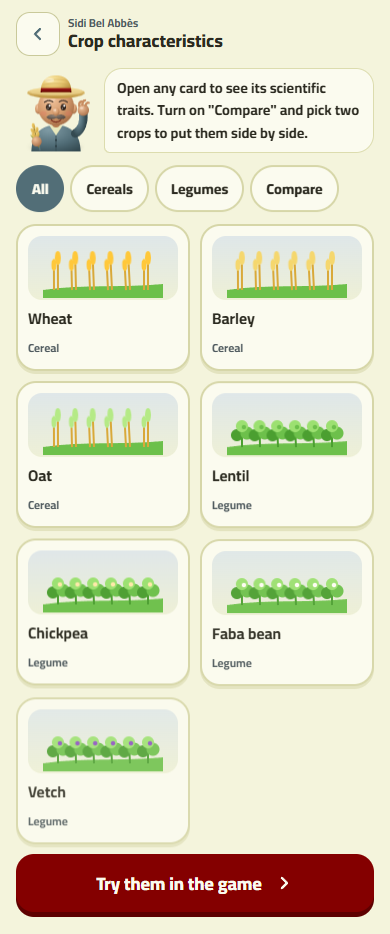 Sidi Bel Abbès
Crop characteristics
Open any card to see its scientific
traits. Turn on "Compare" and pick two
crops to put them side by side.
All
Cereals
Legumes
Compare
Wheat
Cereal
Barley
Cereal
Oat
Cereal
Lentil
Legume
Chickpea
Legume
Faba bean
Legume
Vetch
Legume
Try them in the game